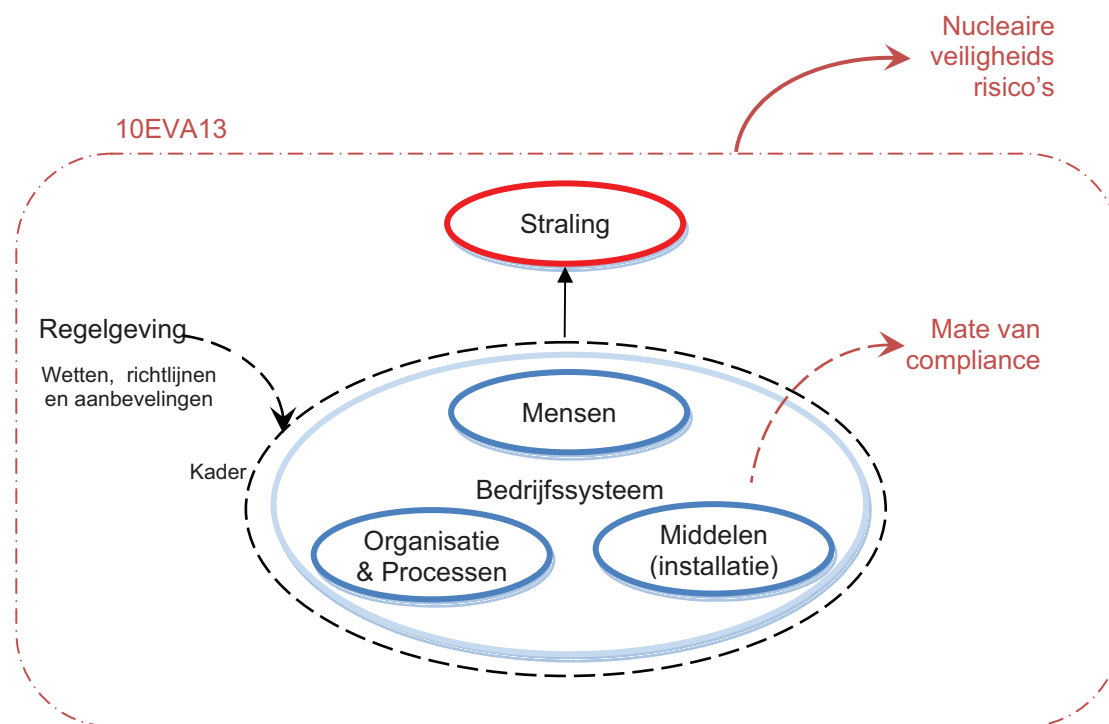 Nucleaire
veiligheids
risico’s
10EVA13
Straling
Regelgeving
Wetten, richtlijnen
en aanbevelingen
Mate van
compliance
Kader
Mensen
Bedrijfssysteem
Organisatie
& Processen
Middelen
(installatie)